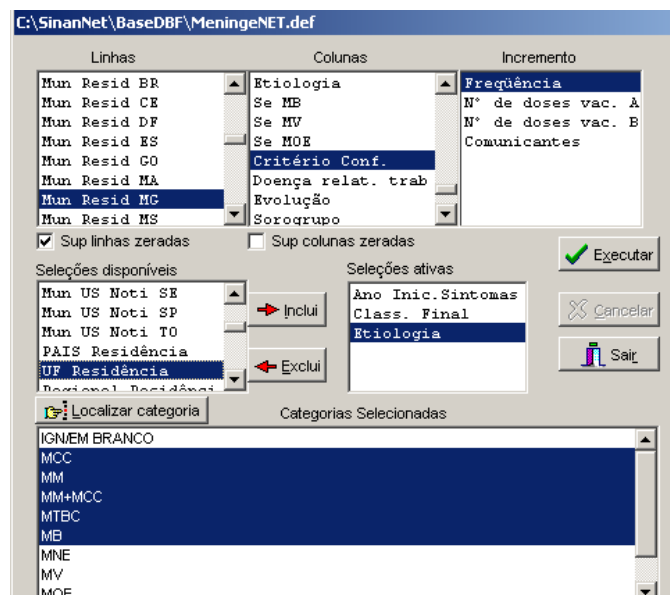 C:\SinanNet\BaseDBF\MeningeNET.def
Linhas
Colunas
Incremento
Mun Resid BR
Mun Resid CE
Mun Resid DF
Mun Resid ES
Mun Resid GO
Mun Resid MA
Mun Resid MG
Mun Resid MS
Etiologia
Se MB
Se MV
Se MOE
Critério Conf.
Doença relat. trab
Evolução
Sorogrupo
Freqüência
N° de doses vac. A
N° de doses vac. B
Comunicantes
Sup linhas zeradas
Sup colunas zeradas
Executar
Seleções disponíveis
Seleções ativas
Mun US Noti SE
Mun US Noti SP
Mun US Noti TO
PAIS Residência
UF Residência
Regional Residênci
Inclui
Exclui
Ano Inic.Sintomas
Class. Final
Etiologia
Cancelar
Sair
Localizar categoria
Categorias Selecionadas
IGN/EM BRANCO
MCC
MM
MM+MCC
MTBC
MB
MNE
MV
MOE